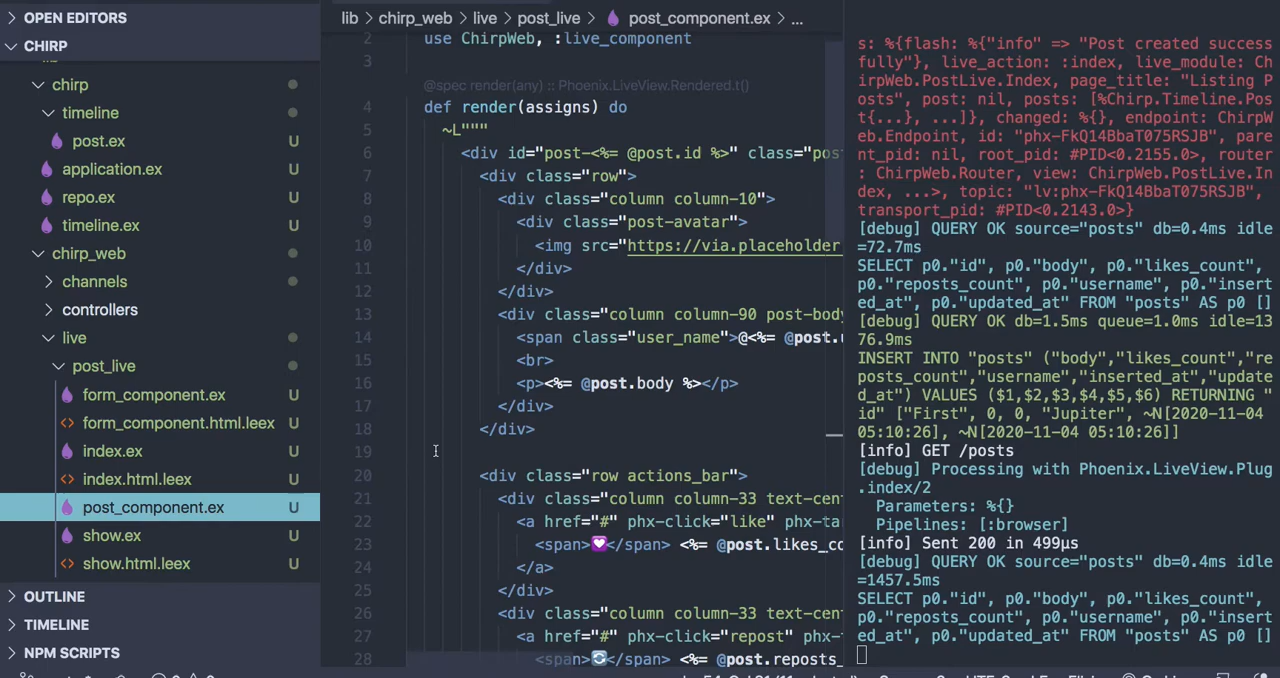 OPEN EDITORS
CHIRP
chirp
timeline
post.ex U
application.ex U
repo.ex U
timeline.ex U
chirp_web
channels
controllers
live
post_live
form_component.ex U
form_component.html.leex U
index.ex U
index.html.leex U
post_component.ex U
show.ex U
show.html.leex U
OUTLINE
TIMELINE
NPM SCRIPTS
lib > chirp_web > live > post_live > post_component.ex > ...
2 use ChirpWeb, :live_component
3
@spec render(any) :: Phoenix.LiveView.Rendered.t()
4 def render(assigns) do
5 ~L"""
6 <div id="post-<%= @post.id %>" class="post
7 <div class="row">
8 <div class="column column-10">
9 <div class="post-avatar">
10 <img src="https://via.placeholder
11 </div>
12 </div>
13 <div class="column column-90 post-body
14 <span class="user_name">@<%= @post.u
15 <br>
16 <p><%= @post.body %></p>
17 </div>
18 </div>
19
20 <div class="row actions_bar">
21 <div class="column column-33 text-cent
22 <a href="#" phx-click="like" phx-tar
23 <span>💟</span> <%= @post.likes_co
24 </a>
25 </div>
26 <div class="column column-33 text-cent
27 <a href="#" phx-click="repost" phx-t
28 <span>🔄</span> <%= @post.reposts_
s: %{flash: %{"info" => "Post created success
fully"}, live_action: :index, live_module: Ch
irpWeb.PostLive.Index, page_title: "Listing P
osts", post: nil, posts: [%Chirp.Timeline.Pos
t{...}, ...]}, changed: %{}, endpoint: ChirpW
eb.Endpoint, id: "phx-FkQ14BbaT075RSJB", pare
nt_pid: nil, root_pid: #PID<0.2155.0>, router
: ChirpWeb.Router, view: ChirpWeb.PostLive.In
dex, ...>, topic: "lv:phx-FkQ14BbaT075RSJB",
transport_pid: #PID<0.2143.0>}
[debug] QUERY OK source="posts" db=0.4ms idle
=72.7ms
SELECT p0."id", p0."body", p0."likes_count",
p0."reposts_count", p0."username", p0."insert
ed_at", p0."updated_at" FROM "posts" AS p0 []
[debug] QUERY OK db=1.5ms queue=1.0ms idle=13
76.9ms
INSERT INTO "posts" ("body","likes_count","re
posts_count","username","inserted_at","update
d_at") VALUES ($1,$2,$3,$4,$5,$6) RETURNING "
id" ["First", 0, 0, "Jupiter", ~N[2020-11-04
05:10:26], ~N[2020-11-04 05:10:26]]
[info] GET /posts
[debug] Processing with Phoenix.LiveView.Plug
.index/2
Parameters: %{}
Pipelines: [:browser]
[info] Sent 200 in 499µs
[debug] QUERY OK source="posts" db=0.4ms idle
=1457.5ms
SELECT p0."id", p0."body", p0."likes_count",
p0."reposts_count", p0."username", p0."insert
ed_at", p0."updated_at" FROM "posts" AS p0 []